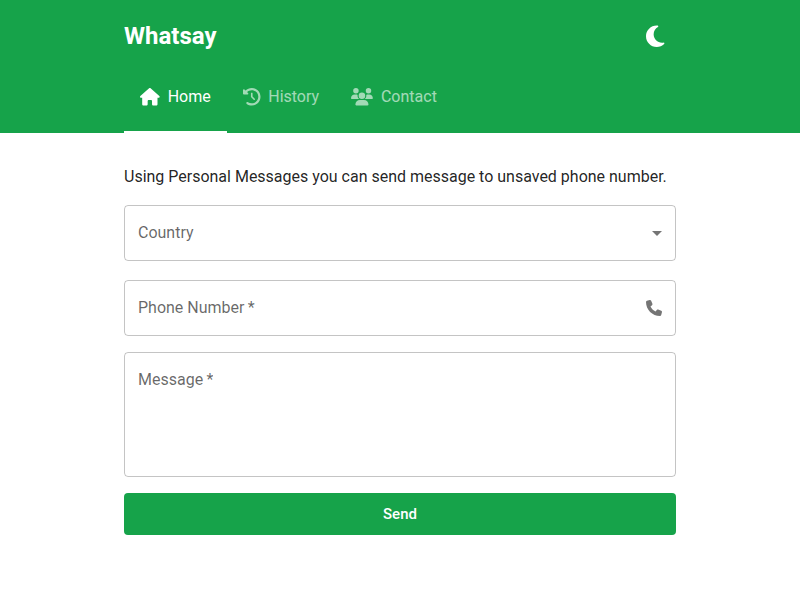 Whatsay
Home
History
Contact
Using Personal Messages you can send message to unsaved phone number.
Country
Phone Number *
Message *
Send